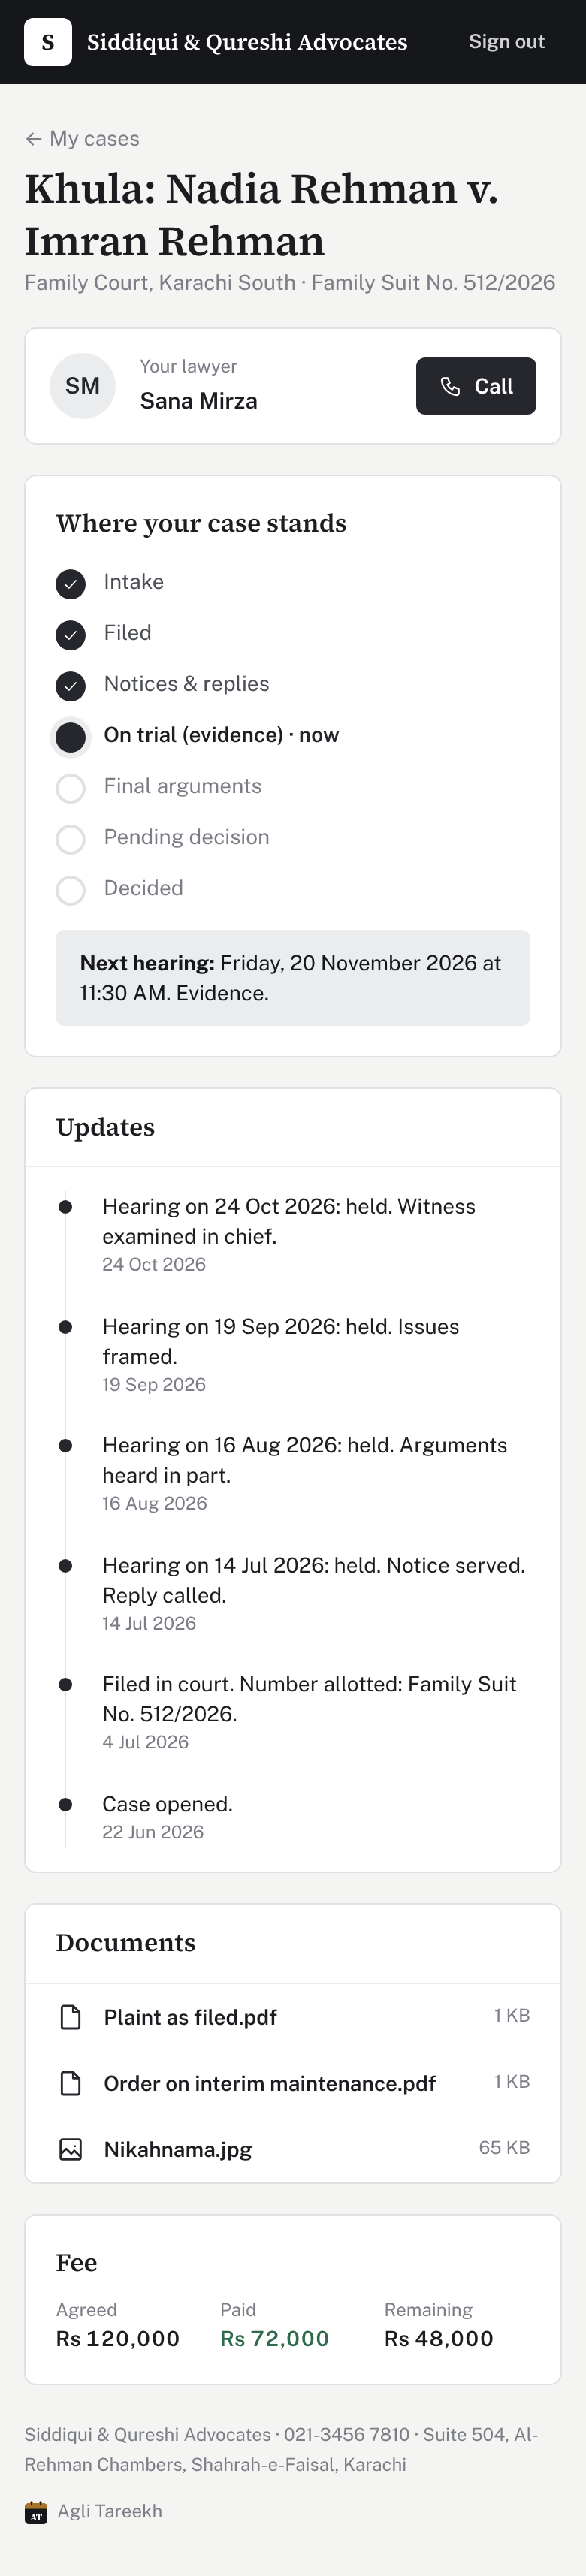 S Siddiqui & Qureshi Advocates Sign out
← My cases
Khula: Nadia Rehman v.
Imran Rehman
Family Court, Karachi South · Family Suit No. 512/2026
SM
Your lawyer
Sana Mirza
Call
Where your case stands
Intake
Filed
Notices & replies
On trial (evidence) · now
Final arguments
Pending decision
Decided
Next hearing: Friday, 20 November 2026 at
11:30 AM. Evidence.
Updates
Hearing on 24 Oct 2026: held. Witness
examined in chief.
24 Oct 2026
Hearing on 19 Sep 2026: held. Issues
framed.
19 Sep 2026
Hearing on 16 Aug 2026: held. Arguments
heard in part.
16 Aug 2026
Hearing on 14 Jul 2026: held. Notice served.
Reply called.
14 Jul 2026
Filed in court. Number allotted: Family Suit
No. 512/2026.
4 Jul 2026
Case opened.
22 Jun 2026
Documents
Plaint as filed.pdf 1 KB
Order on interim maintenance.pdf 1 KB
Nikahnama.jpg 65 KB
Fee
Agreed Paid Remaining
Rs 120,000 Rs 72,000 Rs 48,000
Siddiqui & Qureshi Advocates · 021-3456 7810 · Suite 504, Al-
Rehman Chambers, Shahrah-e-Faisal, Karachi
AT Agli Tareekh